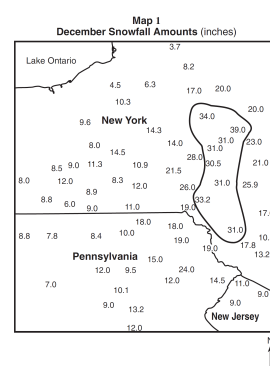 Map 1
December Snowfall Amounts (inches)
3.7
Lake Ontario
8.2
4.5 6.3 17.0 20.0
10.3
34.0 20.0
9.6 New York 14.3 39.0
8.0 14.0 31.0 23.0
14.5 31.0
28.0
8.5 9.0 11.3 10.9 30.5 21.0
21.5
8.0 12.0 8.3 12.0 26.0 31.0 25.9
8.9
8.8 6.0 33.2
9.0 11.0 19.0 17.
18.0 18.0
8.8 7.8 8.4 10.0 31.0 10.
19.0
19.0 17.8
Pennsylvania 15.0 13.2
12.0 9.5 24.0
7.0 12.0 14.5 11.0
10.1 9.0
9.0 13.2 9.0
New Jersey
12.0